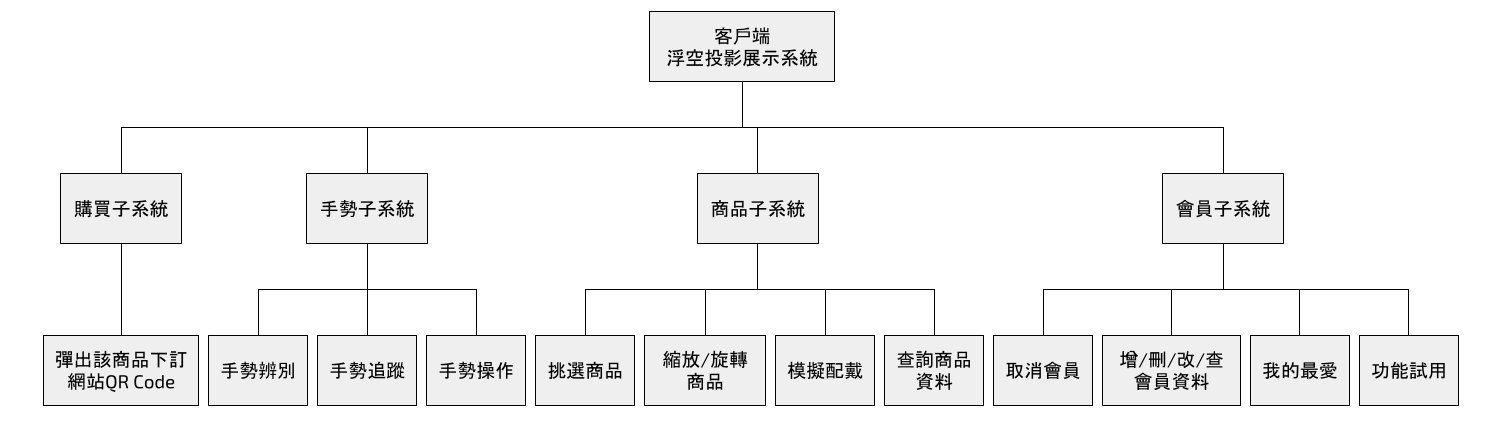 客戶端
浮空投影展示系統
購買子系統
手勢子系統
商品子系統
會員子系統
彈出該商品下訂
網站QR Code
手勢辨別
手勢追蹤
手勢操作
挑選商品
縮放/旋轉
商品
模擬配戴
查詢商品
資料
取消會員
增/刪/改/查
會員資料
我的最愛
功能試用